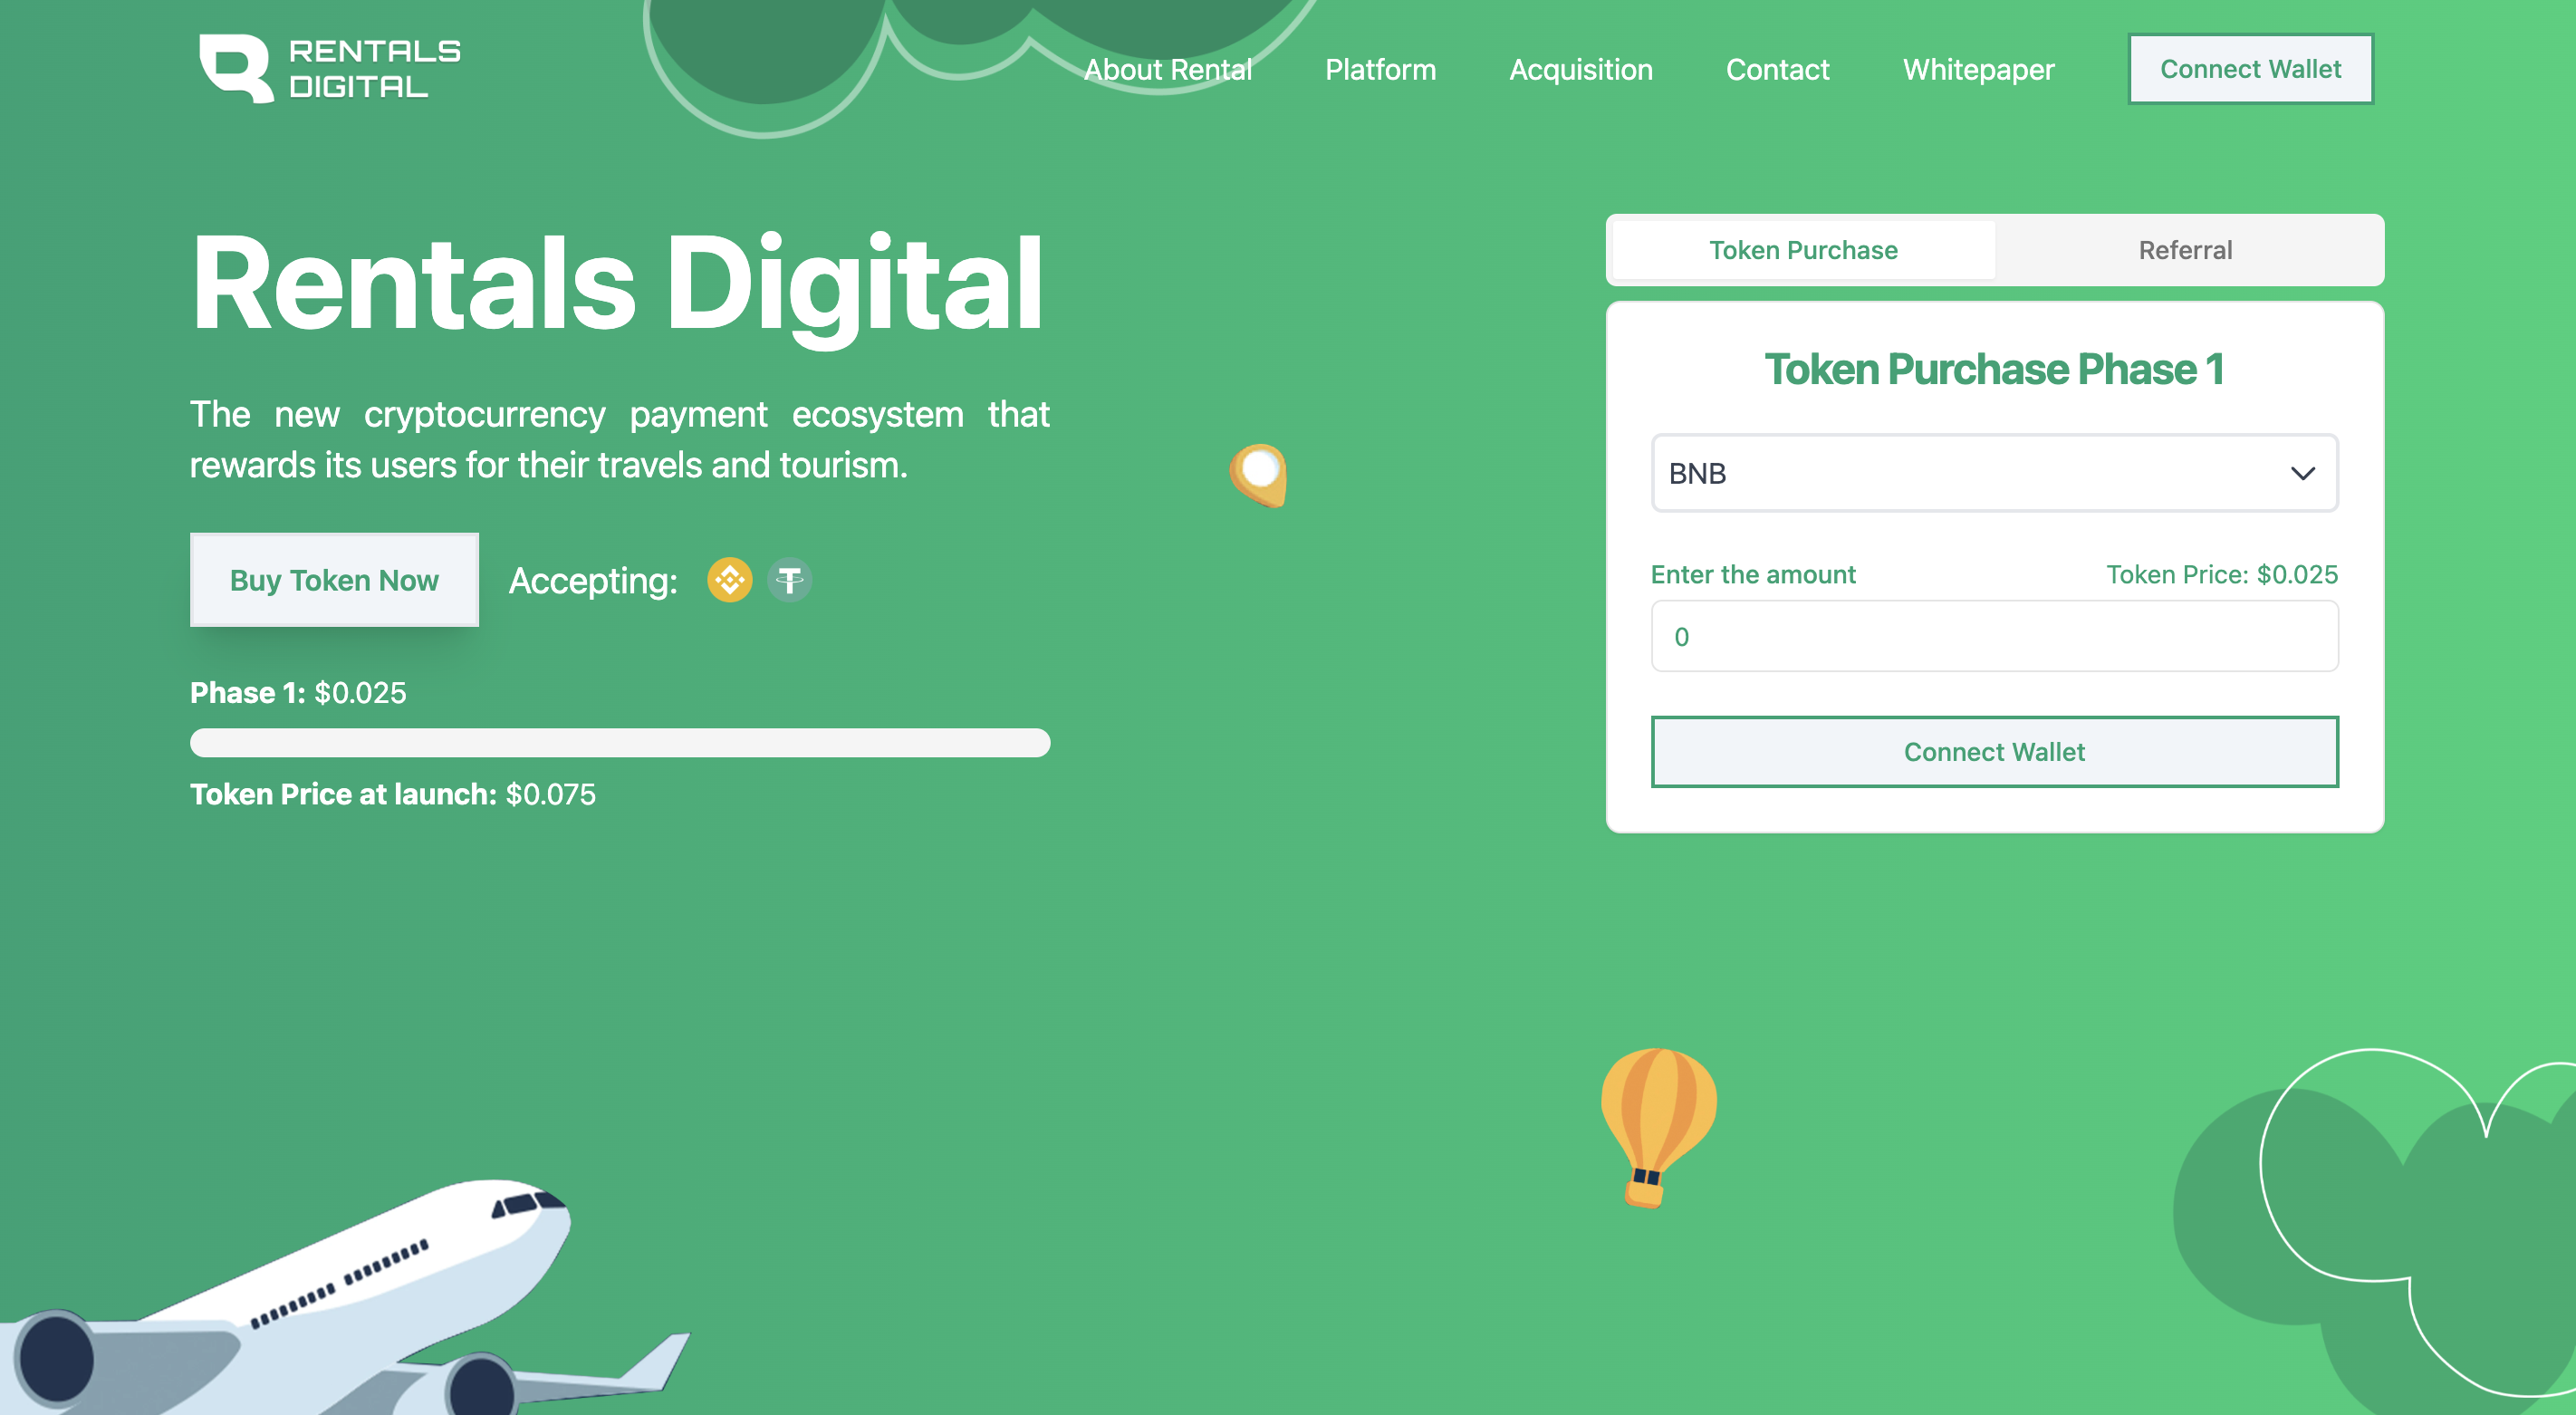 RENTALS
DIGITAL
About Rental
Platform
Acquisition
Contact
Whitepaper
Connect Wallet
Rentals Digital
The new cryptocurrency payment ecosystem that
rewards its users for their travels and tourism.
Buy Token Now
Accepting:
Phase 1: $0.025
Token Price at launch: $0.075
Token Purchase
Referral
Token Purchase Phase 1
BNB
Enter the amount
Token Price: $0.025
0
Connect Wallet